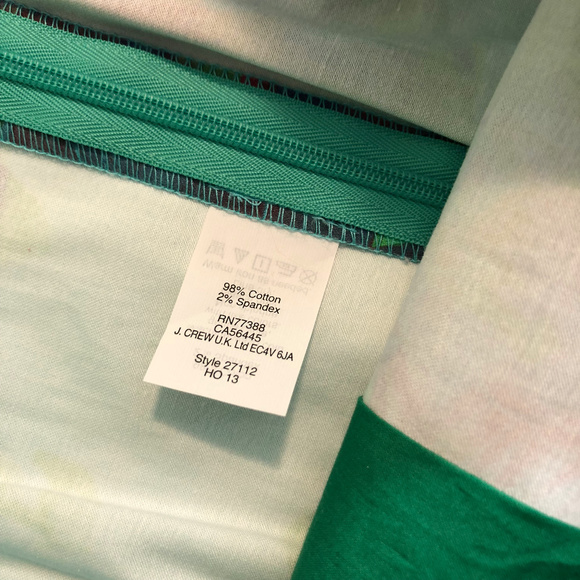 98% Cotton
2% Spandex
RN77388
CA56445
J. CREW U.K. Ltd EC4V 6JA
Style 27112
HO 13